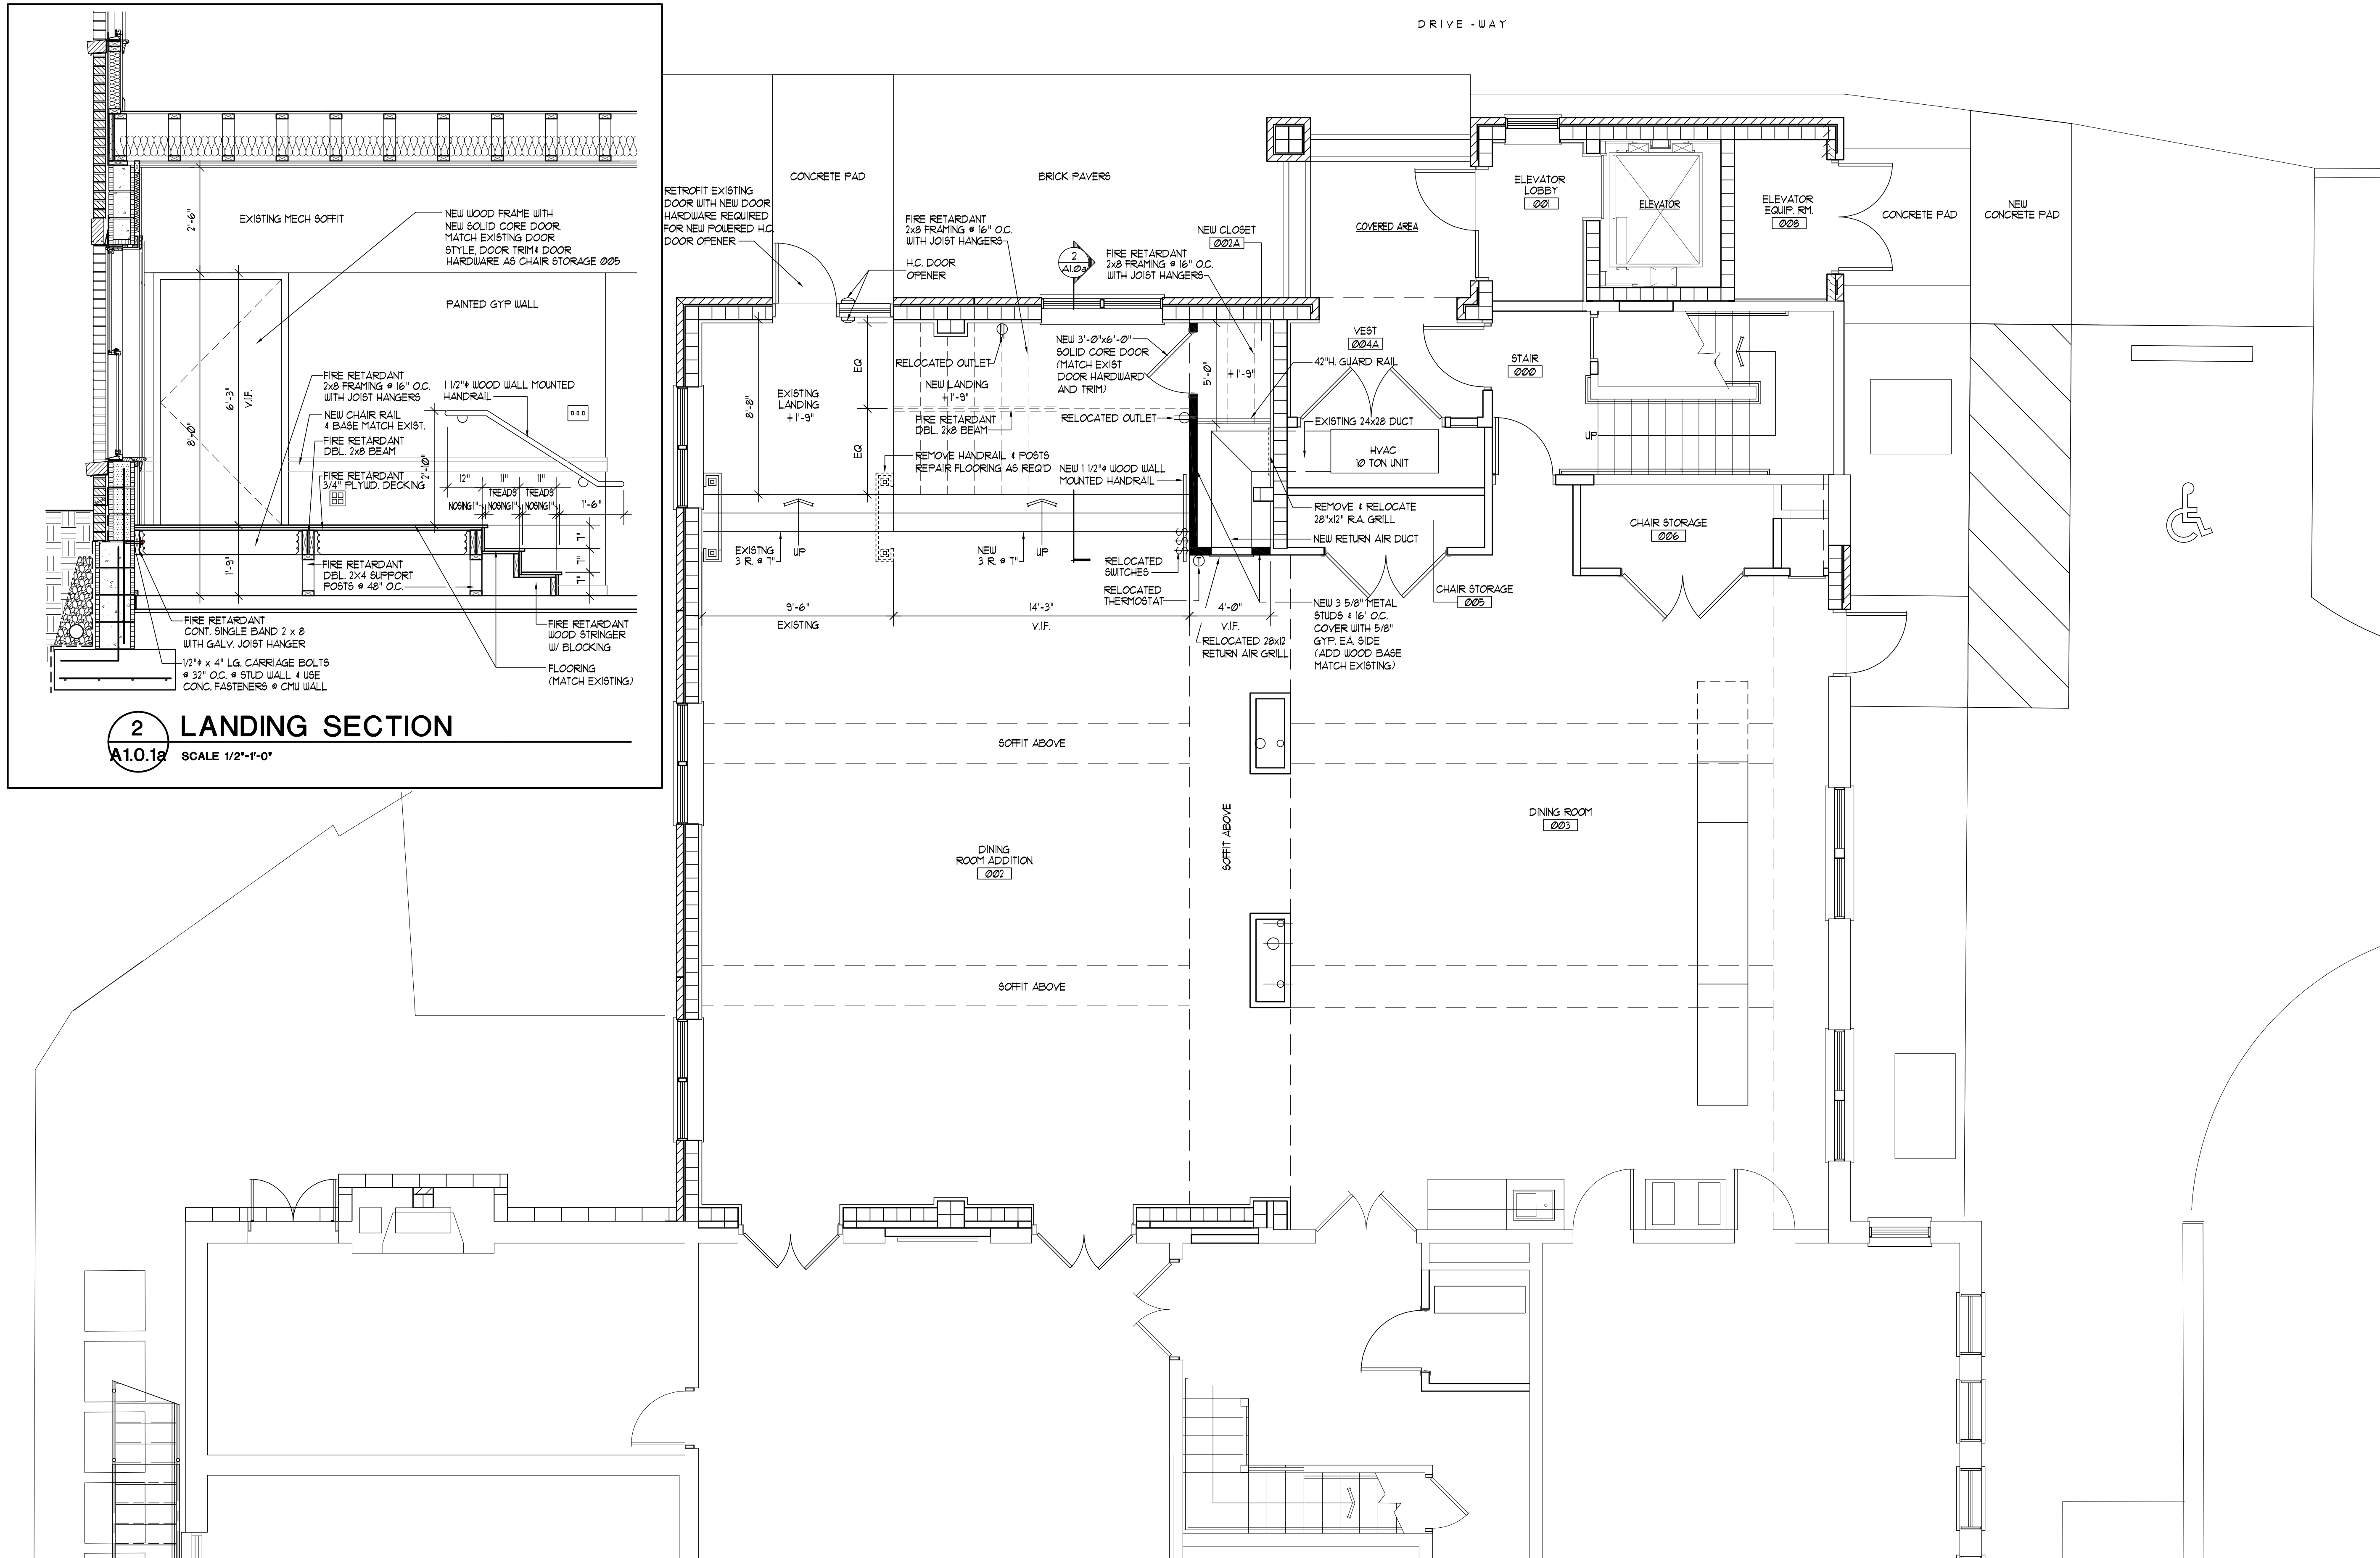 DRIVE-WAY
EXISTING MECH SOFFIT
2'-6"
NEW WOOD FRAME WITH
NEW SOLID CORE DOOR.
MATCH EXISTING DOOR
STYLE, DOOR TRIM & DOOR
HARDWARE AS CHAIR STORAGE 005
PAINTED GYP WALL
6'-3"
V.I.F.
8'-0"
FIRE RETARDANT
2x8 FRAMING @ 16" O.C.
WITH JOIST HANGERS
NEW CHAIR RAIL
& BASE MATCH EXIST.
FIRE RETARDANT
DBL. 2x8 BEAM
FIRE RETARDANT
3/4" PLYWD. DECKING
2'-10"
1 1/2"φ WOOD WALL MOUNTED
HANDRAIL
12"
11"
11"
TREADS
TREADS
NOSING 1"
NOSING 1"
NOSING 1"
1'-6"
7"
7"
7"
1'-9"
FIRE RETARDANT
DBL. 2X4 SUPPORT
POSTS @ 48" O.C.
FIRE RETARDANT
CONT. SINGLE BAND 2 x 8
WITH GALV. JOIST HANGER
1/2"φ x 4" LG. CARRIAGE BOLTS
@ 32" O.C. @ STUD WALL & USE
CONC. FASTENERS @ CMU WALL
FIRE RETARDANT
WOOD STRINGER
W/ BLOCKING
FLOORING
(MATCH EXISTING)
2
A1.0.1a
LANDING SECTION
SCALE 1/2"=1'-0"
RETROFIT EXISTING
DOOR WITH NEW DOOR
HARDWARE REQUIRED
FOR NEW POWERED H.C.
DOOR OPENER
CONCRETE PAD
BRICK PAVERS
FIRE RETARDANT
2x8 FRAMING @ 16" O.C.
WITH JOIST HANGERS
H.C. DOOR
OPENER
2
A1.0a
FIRE RETARDANT
2x8 FRAMING @ 16" O.C.
WITH JOIST HANGERS
NEW CLOSET
002A
COVERED AREA
ELEVATOR
LOBBY
001
ELEVATOR
ELEVATOR
EQUIP. RM.
008
CONCRETE PAD
NEW
CONCRETE PAD
8'-8"
EXISTING
LANDING
+1'-9"
EQ
EQ
RELOCATED OUTLET
NEW LANDING
+1'-9"
FIRE RETARDANT
DBL. 2x8 BEAM
REMOVE HANDRAIL & POSTS
REPAIR FLOORING AS REQ'D
NEW 3'-0"x6'-0"
SOLID CORE DOOR
(MATCH EXIST
DOOR HARDWARD
AND TRIM)
5'-0"
+1'-9"
RELOCATED OUTLET
NEW 1 1/2"φ WOOD WALL
MOUNTED HANDRAIL
VEST
004A
42"H. GUARD RAIL
EXISTING 24x28 DUCT
HVAC
10 TON UNIT
STAIR
000
UP
REMOVE & RELOCATE
28"x12" R.A. GRILL
NEW RETURN AIR DUCT
CHAIR STORAGE
006
EXISTNG
3 R. @ 7"
UP
NEW
3 R. @ 7"
UP
RELOCATED
SWITCHES
RELOCATED
THERMOSTAT
T
CHAIR STORAGE
005
9'-6"
EXISTING
14'-3"
V.I.F.
4'-0"
V.I.F.
RELOCATED 28x12
RETURN AIR GRILL
NEW 3 5/8" METAL
STUDS & 16' O.C.
COVER WITH 5/8"
GYP. EA. SIDE
(ADD WOOD BASE
MATCH EXISTING)
SOFFIT ABOVE
SOFFIT ABOVE
DINING ROOM
003
DINING
ROOM ADDITION
002
SOFFIT ABOVE